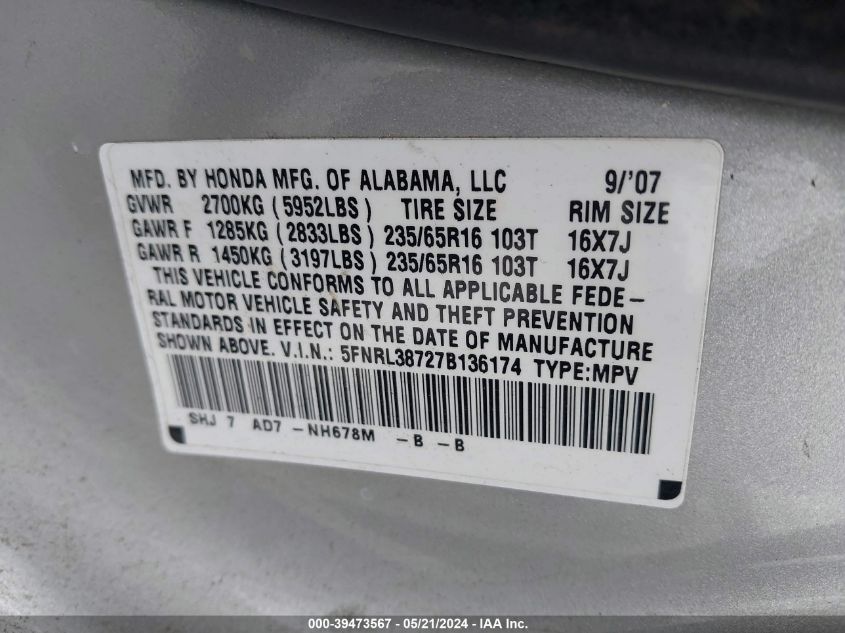 MFD. BY HONDA MFG. OF ALABAMA, LLC 9/'07
GVWR 2700KG (5952LBS) TIRE SIZE RIM SIZE
GAWR F 1285KG (2833LBS) 235/65R16 103T 16X7J
GAWR R 1450KG (3197LBS) 235/65R16 103T 16X7J
THIS VEHICLE CONFORMS TO ALL APPLICABLE FEDE-
RAL MOTOR VEHICLE SAFETY AND THEFT PREVENTION
STANDARDS IN EFFECT ON THE DATE OF MANUFACTURE
SHOWN ABOVE. V.I.N.: 5FNRL38727B136174 TYPE:MPV
SHJ 7 AD7 -NH678M -B -B
000-39473567 - 05/21/2024 - IAA Inc.